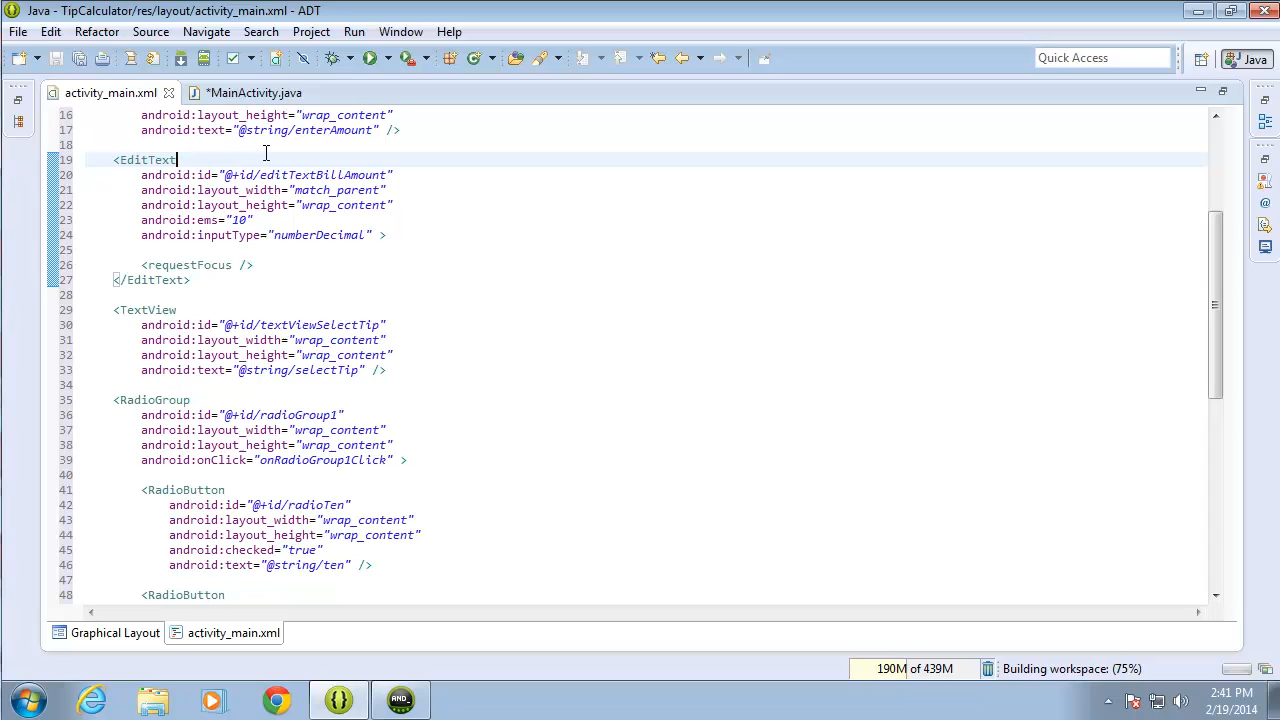 Java - TipCalculator/res/layout/activity_main.xml - ADT
File Edit Refactor Source Navigate Search Project Run Window Help
Quick Access
Java
activity_main.xml
*MainActivity.java
16 android:layout_height="wrap_content"
17 android:text="@string/enterAmount" />
18
19 <EditText
20 android:id="@+id/editTextBillAmount"
21 android:layout_width="match_parent"
22 android:layout_height="wrap_content"
23 android:ems="10"
24 android:inputType="numberDecimal" >
25
26 <requestFocus />
27 </EditText>
28
29 <TextView
30 android:id="@+id/textViewSelectTip"
31 android:layout_width="wrap_content"
32 android:layout_height="wrap_content"
33 android:text="@string/selectTip" />
34
35 <RadioGroup
36 android:id="@+id/radioGroup1"
37 android:layout_width="wrap_content"
38 android:layout_height="wrap_content"
39 android:onClick="onRadioGroup1Click" >
40
41 <RadioButton
42 android:id="@+id/radioTen"
43 android:layout_width="wrap_content"
44 android:layout_height="wrap_content"
45 android:checked="true"
46 android:text="@string/ten" />
47
48 <RadioButton
Graphical Layout
activity_main.xml
190M of 439M
Building workspace: (75%)
AND_
2:41 PM
2/19/2014